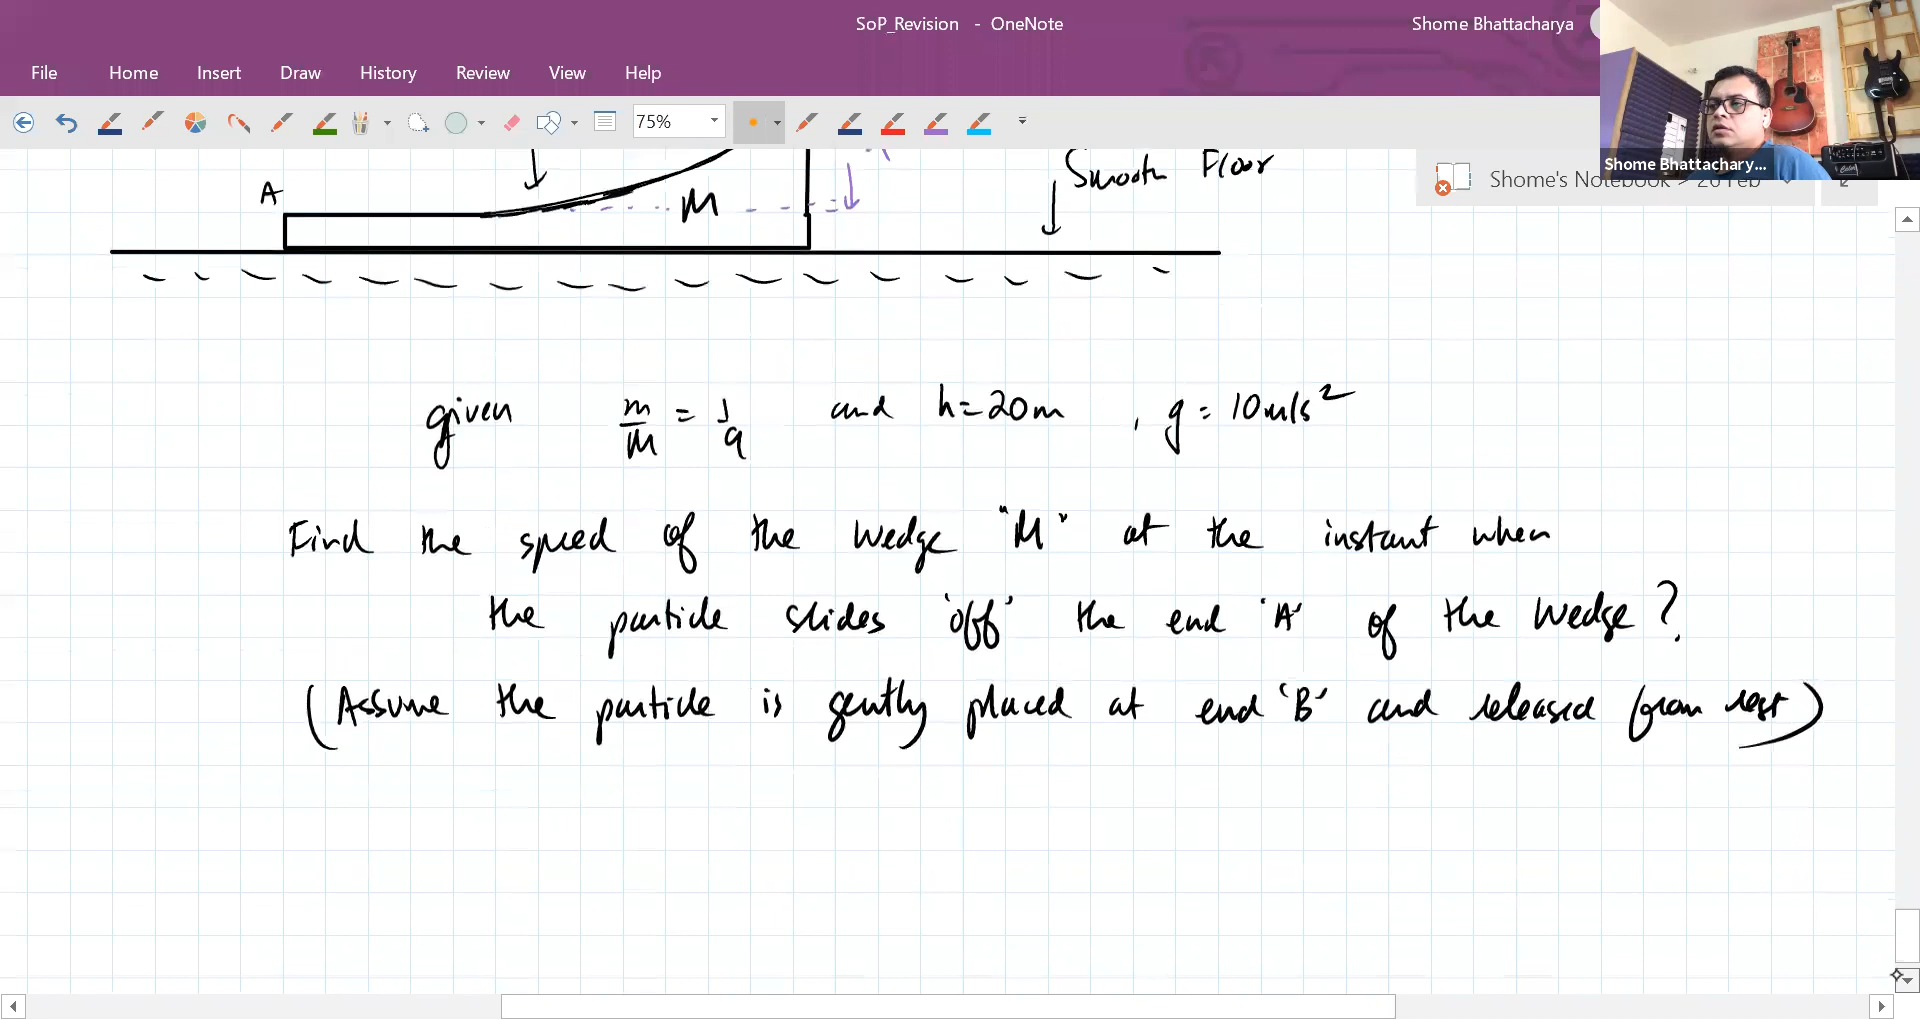 SoP_Revision - OneNote
Shome Bhattacharya
File Home Insert Draw History Review View Help
75%
Shome Bhattachary...
Shome's Notebook > 26 Feb
Smooth Floor
A
M
given m/M = 1/9 and h=20m , g = 10m/s²
Find the speed of the wedge "M" at the instant when
the particle slides 'off' the end 'A' of the wedge?
(Assume the particle is gently placed at end 'B' and released from rest)